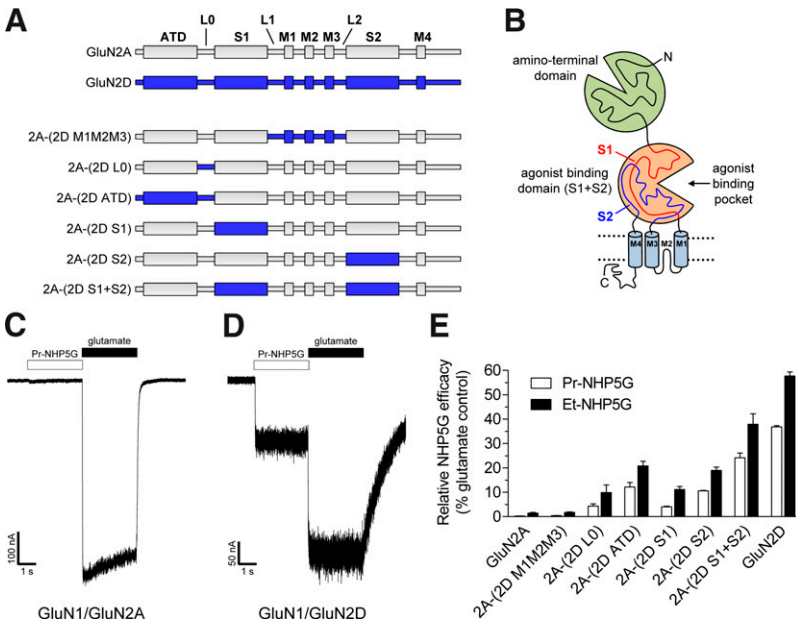 A
ATD L0 S1 L1 M1 M2 M3 L2 S2 M4
GluN2A
GluN2D
2A-(2D M1M2M3)
2A-(2D L0)
2A-(2D ATD)
2A-(2D S1)
2A-(2D S2)
2A-(2D S1+S2)
B
N
amino-terminal
domain
S1
agonist binding
domain (S1+S2)
agonist
binding
pocket
S2
M4 M3 M2 M1
C
C
glutamate
Pr-NHP5G
100 nA
1 s
GluN1/GluN2A
D
glutamate
Pr-NHP5G
50 nA
1 s
GluN1/GluN2D
E
Relative NHP5G efficacy
(% glutamate control)
60
50
40
30
20
10
0
Pr-NHP5G
Et-NHP5G
GluN2A
2A-(2D M1M2M3)
2A-(2D L0)
2A-(2D ATD)
2A-(2D S1)
2A-(2D S2)
2A-(2D S1+S2)
GluN2D